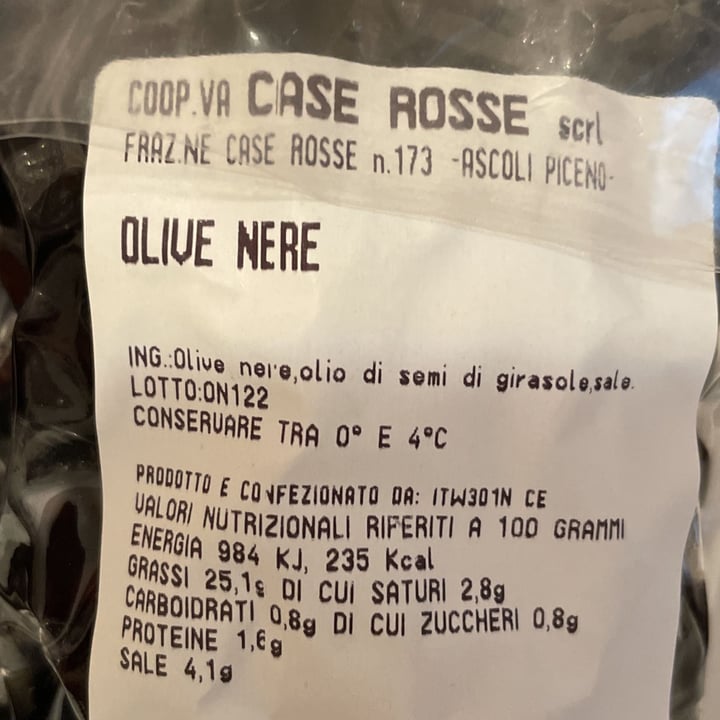 COOP.VA CASE ROSSE scrl
FRAZ.NE CASE ROSSE n.173 -ASCOLI PICENO-
OLIVE NERE
ING.:Olive nere,olio di semi di girasole,sale.
LOTTO:ON122
CONSERVARE TRA 0° E 4°C
PRODOTTO E CONFEZIONATO DA: ITW301N CE
VALORI NUTRIZIONALI RIFERITI A 100 GRAMMI
ENERGIA 984 KJ, 235 Kcal
GRASSI 25,1g DI CUI SATURI 2,8g
CARBOIDRATI 0,8g DI CUI ZUCCHERI 0,8g
PROTEINE 1,6g
SALE 4,1g